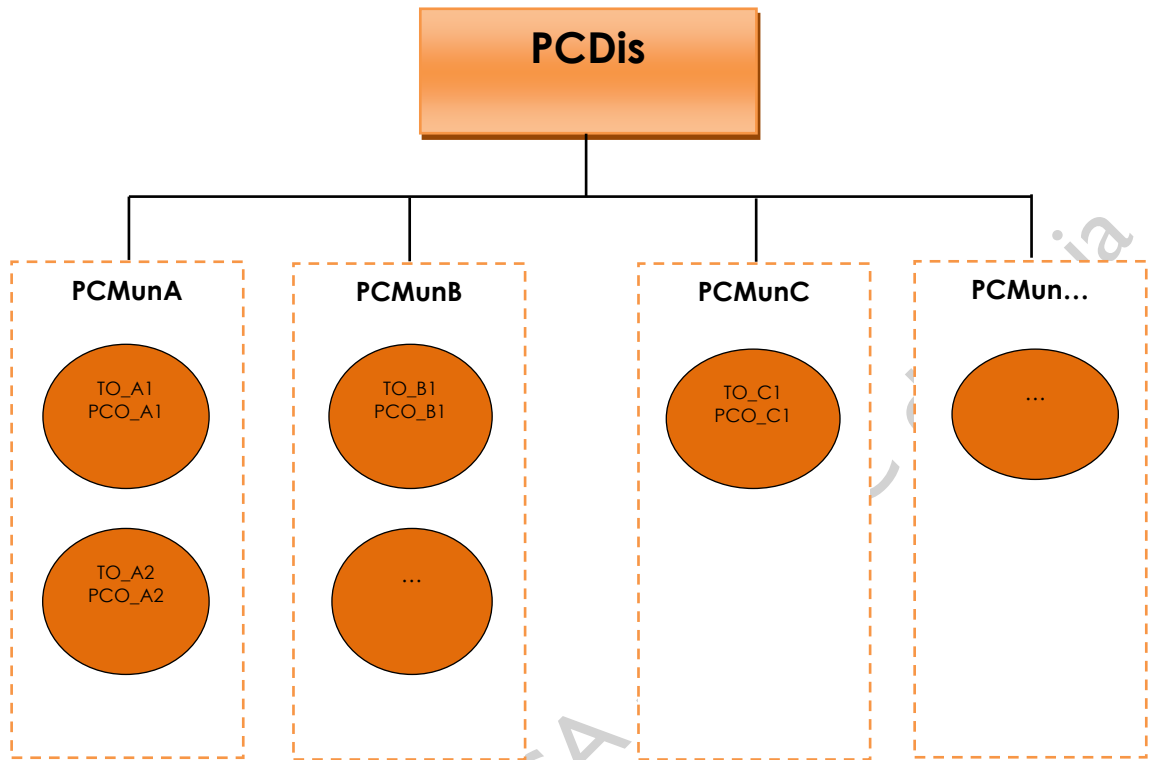 PCDis
PCMunA
PCMunB
PCMunC
PCMun…
TO_A1
PCO_A1
TO_B1
PCO_B1
TO_C1
PCO_C1
…
TO_A2
PCO_A2
…